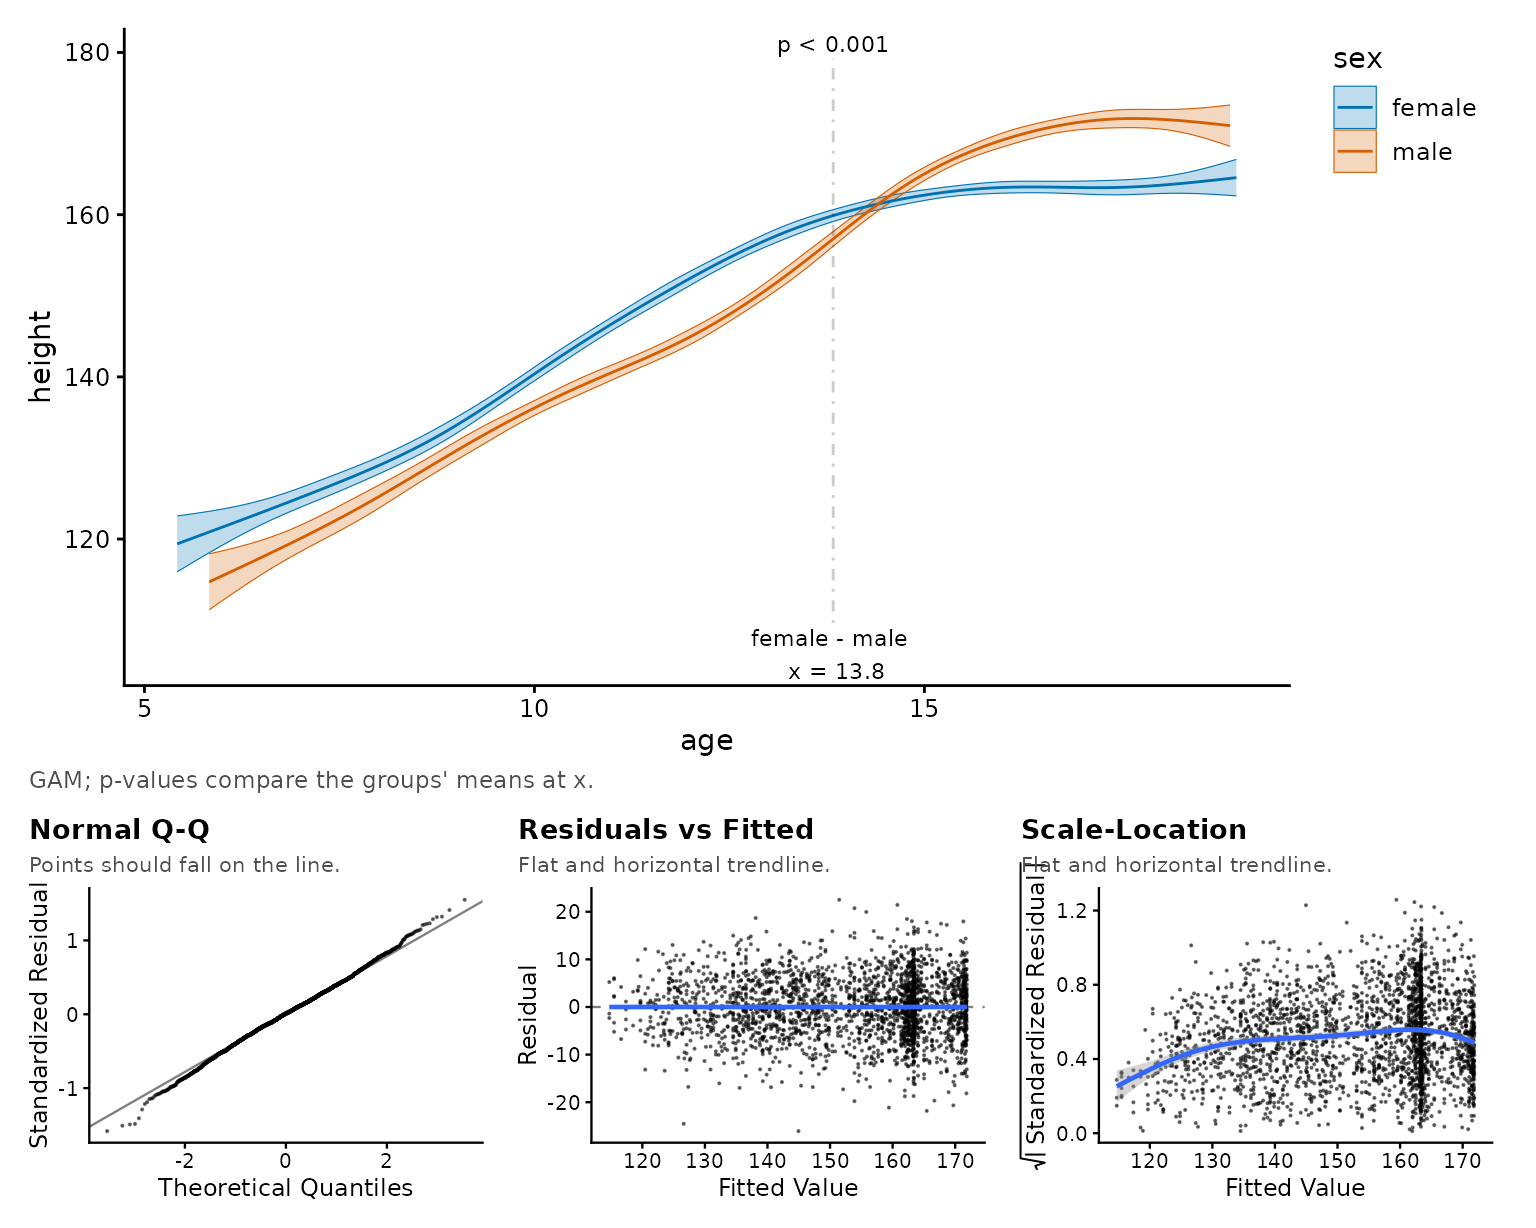 p < 0.001
180
160
140
120
height
sex
female
male
female - male
x = 13.8
5
10
15
age
GAM; p-values compare the groups' means at x.
Normal Q-Q
Points should fall on the line.
Standardized Residual
1
0
-1
-2
0
2
Theoretical Quantiles
Residuals vs Fitted
Flat and horizontal trendline.
Residual
20
10
0
-10
-20
120
130
140
150
160
170
Fitted Value
Scale-Location
Flat and horizontal trendline.
√| Standardized Residual |
1.2
0.8
0.4
0.0
120
130
140
150
160
170
Fitted Value